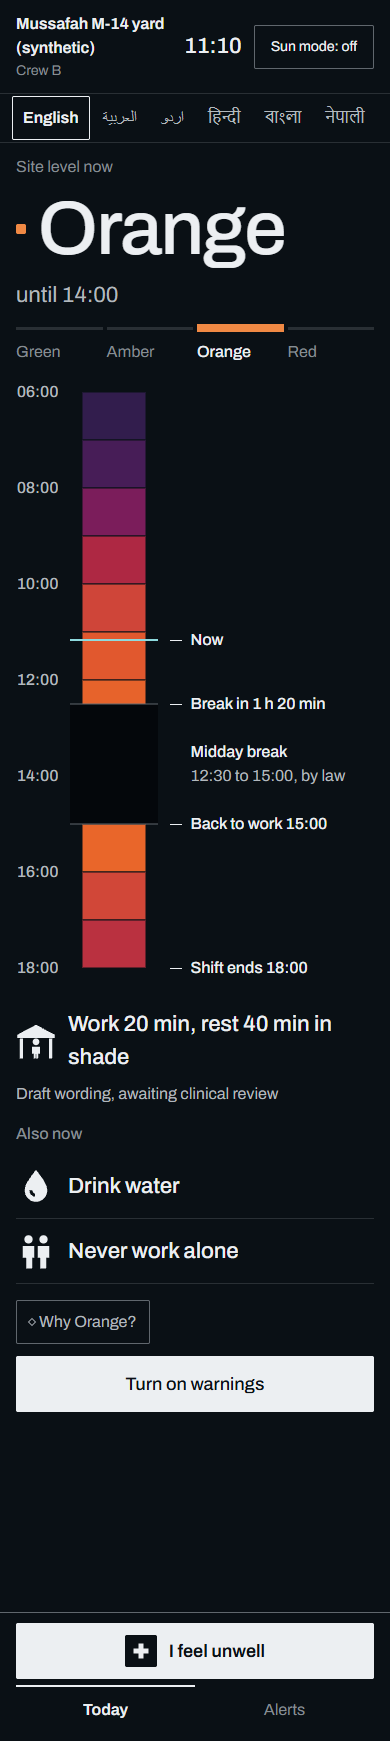 Mussafah M-14 yard
(synthetic)
Crew B
11:10
Sun mode: off
English
العربية
اردو
हिन्दी
বাংলা
नेपाली
Site level now
Orange
until 14:00
Green
Amber
Orange
Red
06:00
08:00
10:00
Now
12:00
Break in 1 h 20 min
Midday break
14:00
12:30 to 15:00, by law
Back to work 15:00
16:00
18:00
Shift ends 18:00
Work 20 min, rest 40 min in
shade
Draft wording, awaiting clinical review
Also now
Drink water
Never work alone
Why Orange?
Turn on warnings
I feel unwell
Today
Alerts